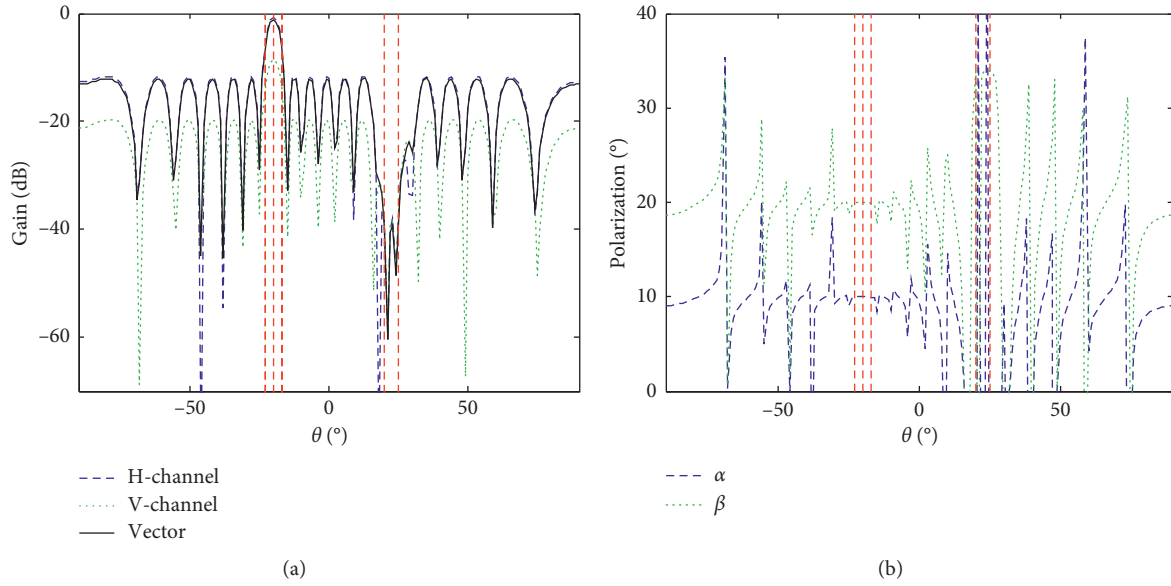 0
−20
−40
−60
Gain (dB)
−50
0
50
θ (°)
H-channel
V-channel
Vector
(a)
40
30
20
10
0
Polarization (°)
−50
0
50
θ (°)
α
β
(b)